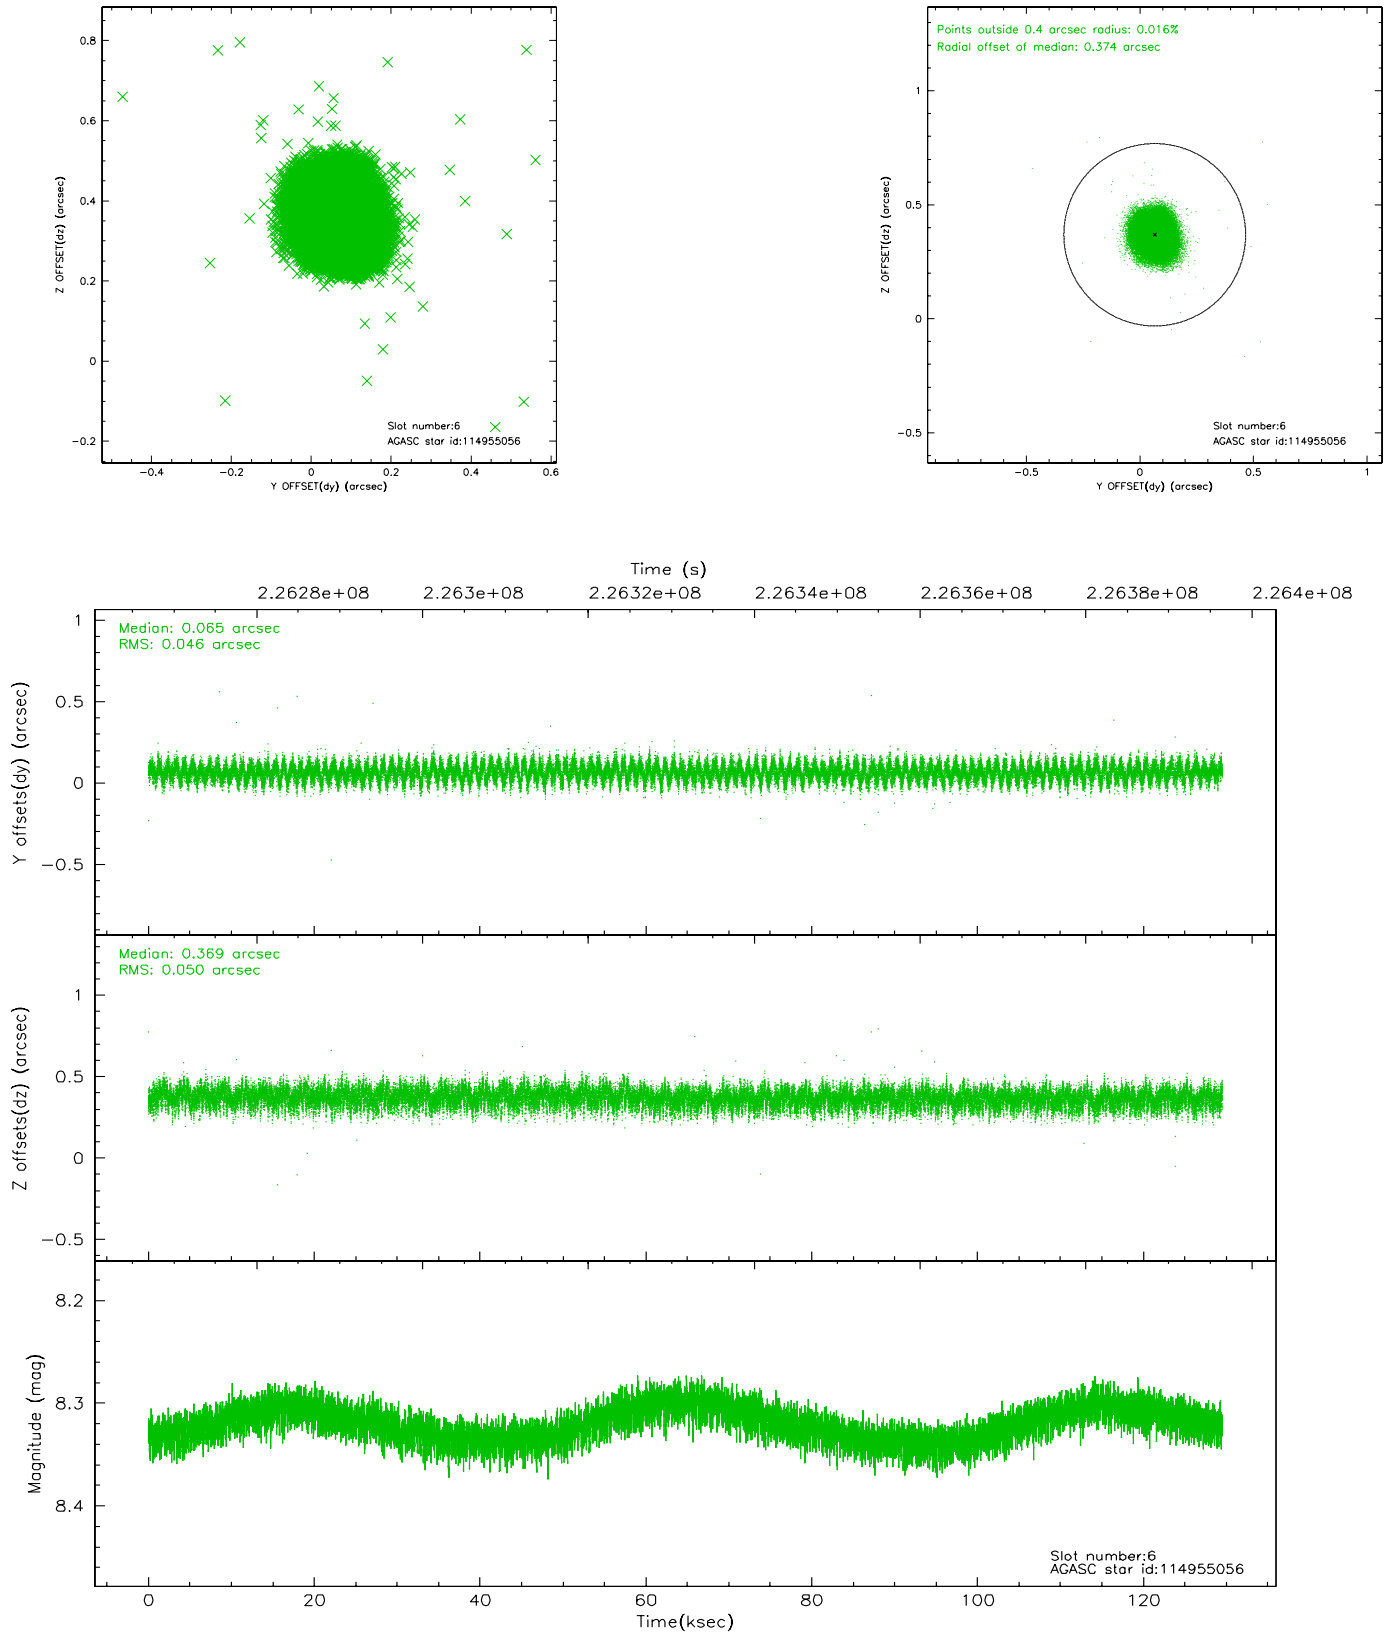 0.8
0.6
0.4
0.2
0
−0.2
Z OFFSET(dz) (arcsec)
Slot number:6
AGASC star id:114955056
−0.4 −0.2 0 0.2 0.4 0.6
Y OFFSET(dy) (arcsec)
Points outside 0.4 arcsec radius: 0.016%
Radial offset of median: 0.374 arcsec
1
0.5
0
−0.5
Z OFFSET(dz) (arcsec)
Slot number:6
AGASC star id:114955056
−0.5 0 0.5 1
Y OFFSET(dy) (arcsec)
Time (s)
2.2628e+08 2.263e+08 2.2632e+08 2.2634e+08 2.2636e+08 2.2638e+08 2.264e+08
Median: 0.065 arcsec
RMS: 0.046 arcsec
1
0.5
0
−0.5
Y offsets(dy) (arcsec)
Median: 0.369 arcsec
RMS: 0.050 arcsec
1
0.5
0
−0.5
Z offsets(dz) (arcsec)
8.2
8.3
8.4
Magnitude (mag)
Slot number:6
AGASC star id:114955056
0 20 40 60 80 100 120
Time(ksec)